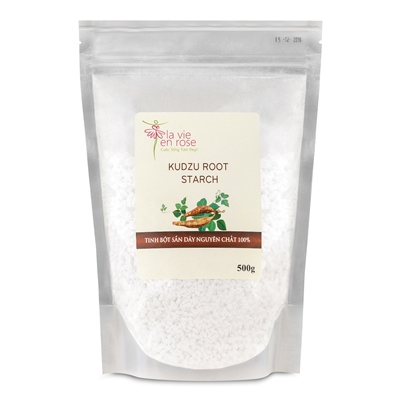 la vie
en rose
KUDZU ROOT
STARCH
TINH BỘT SẮN DÂY NGUYÊN CHẤT 100%
500g